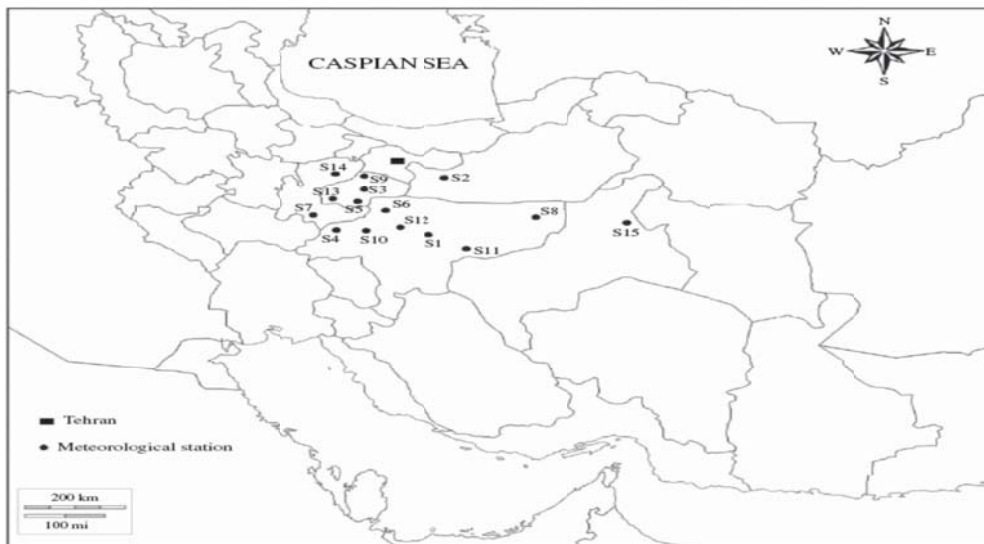 N
CASPIAN SEA
W
E
S
S14
S9
S2
S3
S13
S5
S6
S7
S8
S12
S15
S4
S10
S1
S11
Tehran
Meteorological station
200 km
100 mi